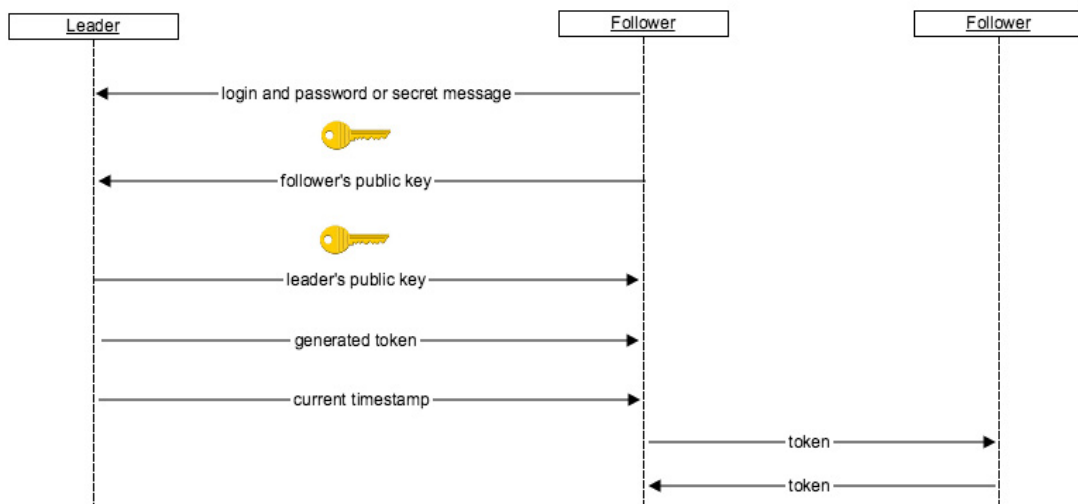 Leader
Follower
Follower
login and password or secret message
follower's public key
leader's public key
generated token
current timestamp
token
token